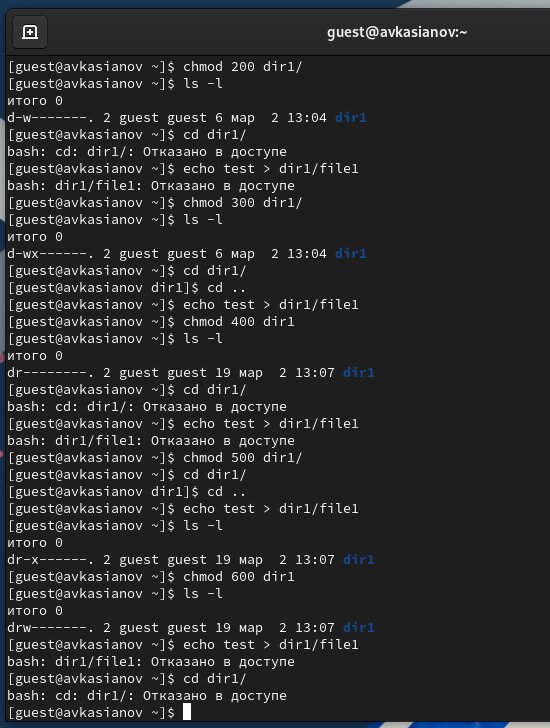 guest@avkasianov:~
[guest@avkasianov ~]$ chmod 200 dir1/
[guest@avkasianov ~]$ ls -l
итого 0
d-w-------. 2 guest guest 6 мар  2 13:04 dir1
[guest@avkasianov ~]$ cd dir1/
bash: cd: dir1/: Отказано в доступе
[guest@avkasianov ~]$ echo test > dir1/file1
bash: dir1/file1: Отказано в доступе
[guest@avkasianov ~]$ chmod 300 dir1/
[guest@avkasianov ~]$ ls -l
итого 0
d-wx------. 2 guest guest 6 мар  2 13:04 dir1
[guest@avkasianov ~]$ cd dir1/
[guest@avkasianov dir1]$ cd ..
[guest@avkasianov ~]$ echo test > dir1/file1
[guest@avkasianov ~]$ chmod 400 dir1
[guest@avkasianov ~]$ ls -l
итого 0
dr--------. 2 guest guest 19 мар  2 13:07 dir1
[guest@avkasianov ~]$ cd dir1/
bash: cd: dir1/: Отказано в доступе
[guest@avkasianov ~]$ echo test > dir1/file1
bash: dir1/file1: Отказано в доступе
[guest@avkasianov ~]$ chmod 500 dir1/
[guest@avkasianov ~]$ cd dir1/
[guest@avkasianov dir1]$ cd ..
[guest@avkasianov ~]$ echo test > dir1/file1
[guest@avkasianov ~]$ ls -l
итого 0
dr-x------. 2 guest guest 19 мар  2 13:07 dir1
[guest@avkasianov ~]$ chmod 600 dir1
[guest@avkasianov ~]$ ls -l
итого 0
drw-------. 2 guest guest 19 мар  2 13:07 dir1
[guest@avkasianov ~]$ echo test > dir1/file1
bash: dir1/file1: Отказано в доступе
[guest@avkasianov ~]$ cd dir1/
bash: cd: dir1/: Отказано в доступе
[guest@avkasianov ~]$